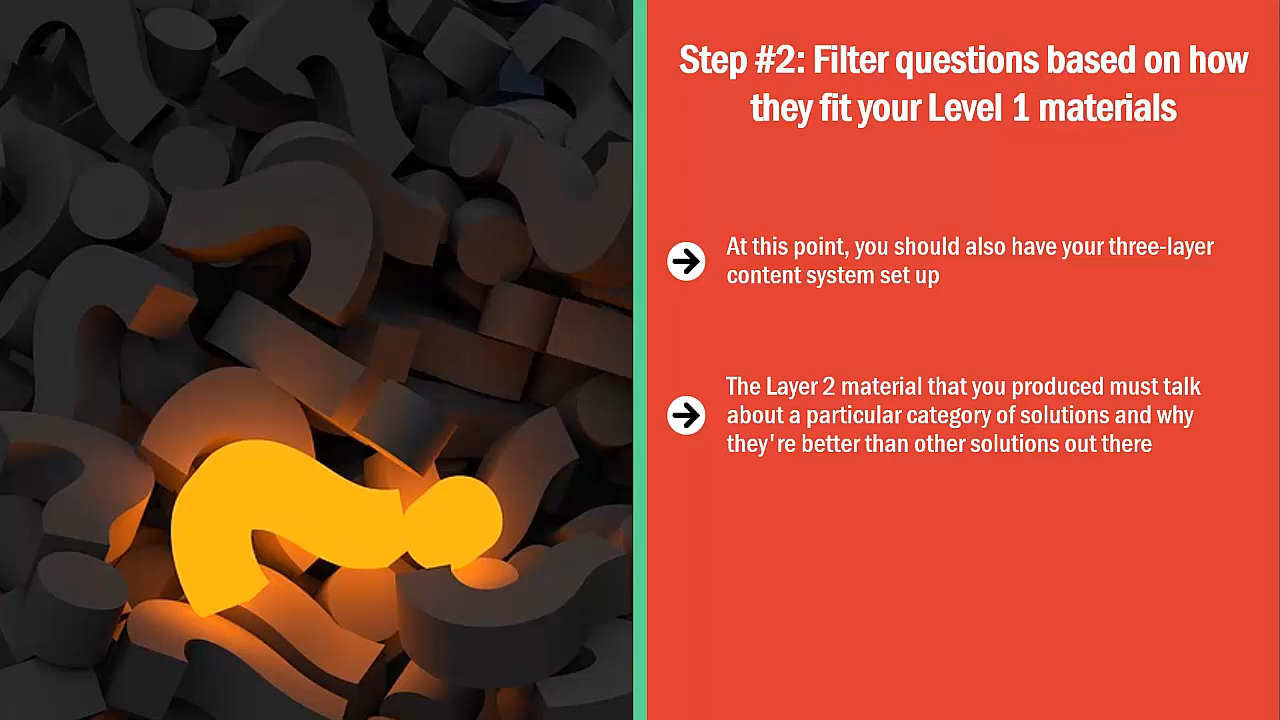 Step #2: Filter questions based on how
they fit your Level 1 materials
At this point, you should also have your three-layer
content system set up
The Layer 2 material that you produced must talk
about a particular category of solutions and why
they're better than other solutions out there